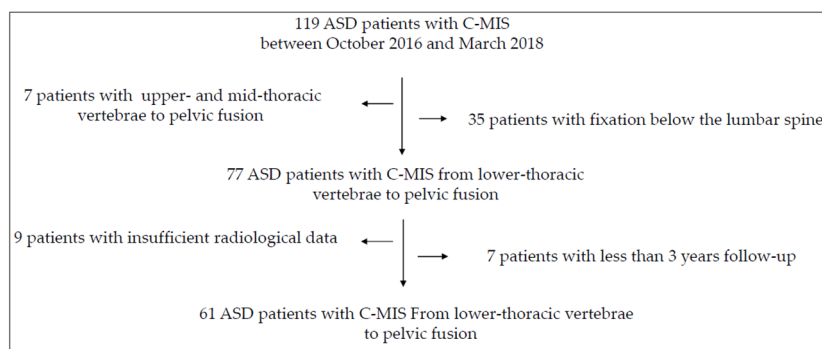 119 ASD patients with C-MIS
between October 2016 and March 2018
7 patients with upper- and mid-thoracic
vertebrae to pelvic fusion
35 patients with fixation below the lumbar spine
77 ASD patients with C-MIS from lower-thoracic
vertebrae to pelvic fusion
9 patients with insufficient radiological data
7 patients with less than 3 years follow-up
61 ASD patients with C-MIS From lower-thoracic vertebrae
to pelvic fusion